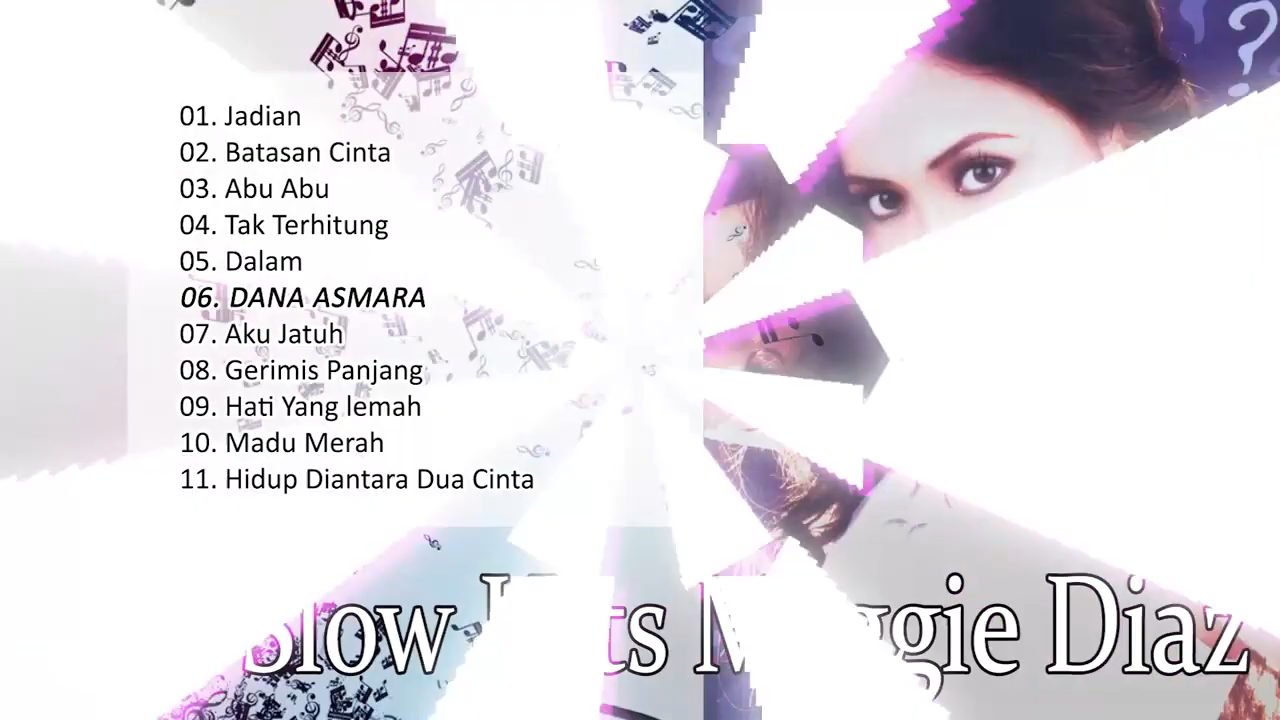 01. Jadian
02. Batasan Cinta
03. Abu Abu
04. Tak Terhitung
05. Dalam
06. DANA ASMARA
07. Aku Jatuh
08. Gerimis Panjang
09. Hati Yang lemah
10. Madu Merah
11. Hidup Diantara Dua Cinta
Slow Diaz